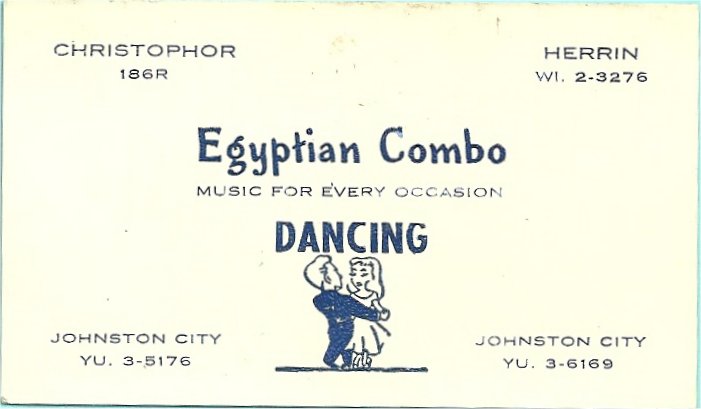 CHRISTOPHOR
186R
HERRIN
WI. 2-3276
Egyptian Combo
MUSIC FOR EVERY OCCASION
DANCING
JOHNSTON CITY
YU. 3-5176
JOHNSTON CITY
YU. 3-6169